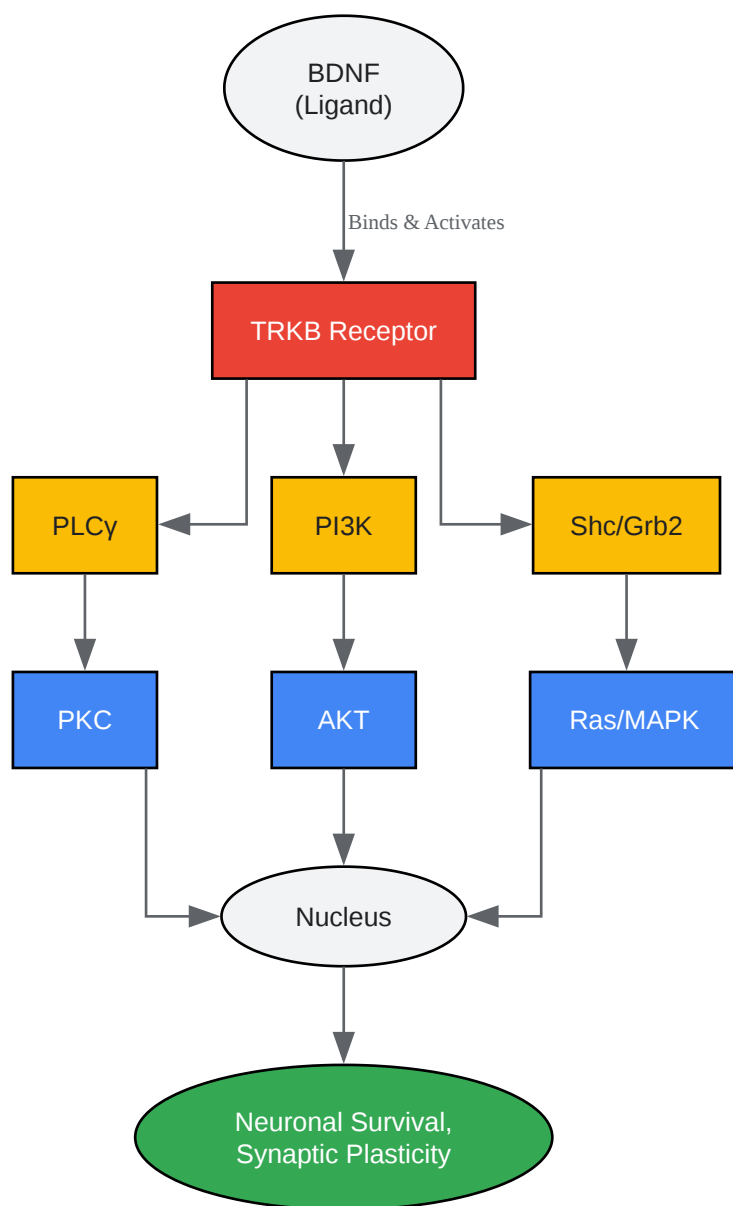 BDNF
(Ligand)
Binds & Activates
TRKB Receptor
PLCγ
PI3K
Shc/Grb2
PKC
AKT
Ras/MAPK
Nucleus
Neuronal Survival,
Synaptic Plasticity